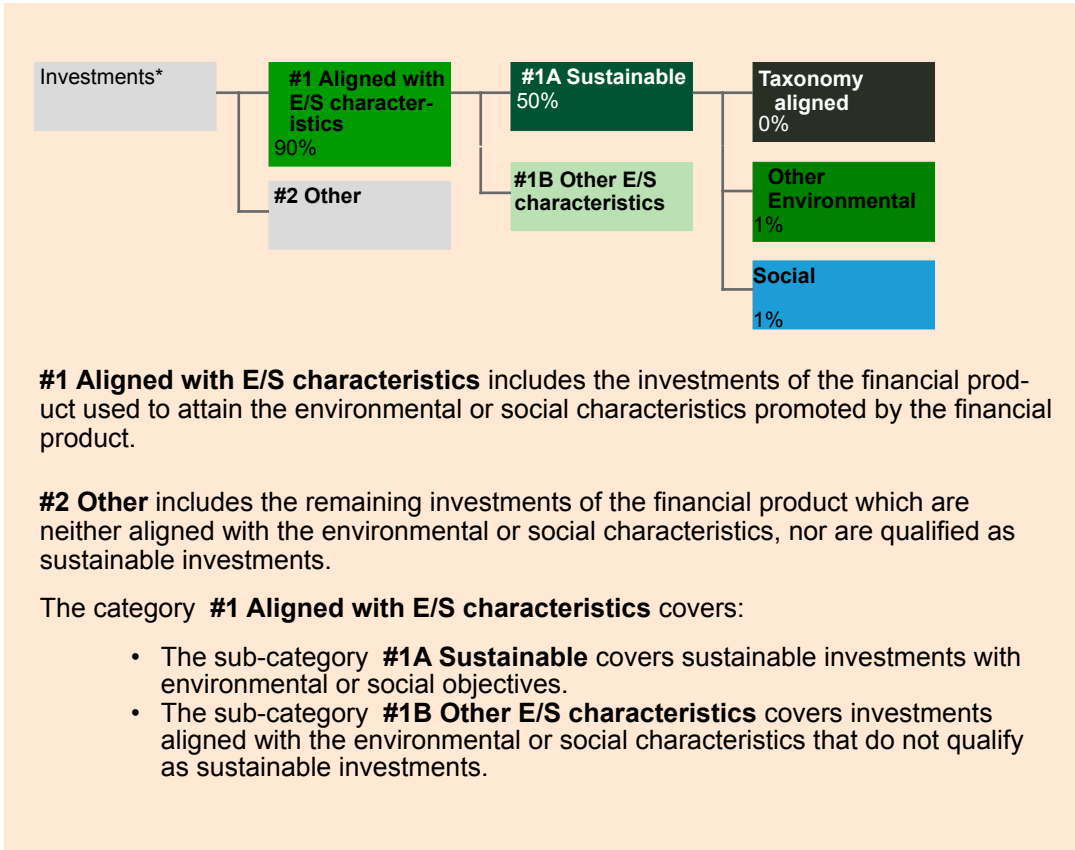 Investments*
#1 Aligned with
E/S character-
istics
90%
#2 Other
#1A Sustainable
50%
#1B Other E/S
characteristics
Taxonomy
aligned
0%
Other
Environmental
1%
Social
1%
#1 Aligned with E/S characteristics includes the investments of the financial prod-
uct used to attain the environmental or social characteristics promoted by the financial
product.
#2 Other includes the remaining investments of the financial product which are
neither aligned with the environmental or social characteristics, nor are qualified as
sustainable investments.
The category #1 Aligned with E/S characteristics covers:
• The sub-category #1A Sustainable covers sustainable investments with
environmental or social objectives.
• The sub-category #1B Other E/S characteristics covers investments
aligned with the environmental or social characteristics that do not qualify
as sustainable investments.